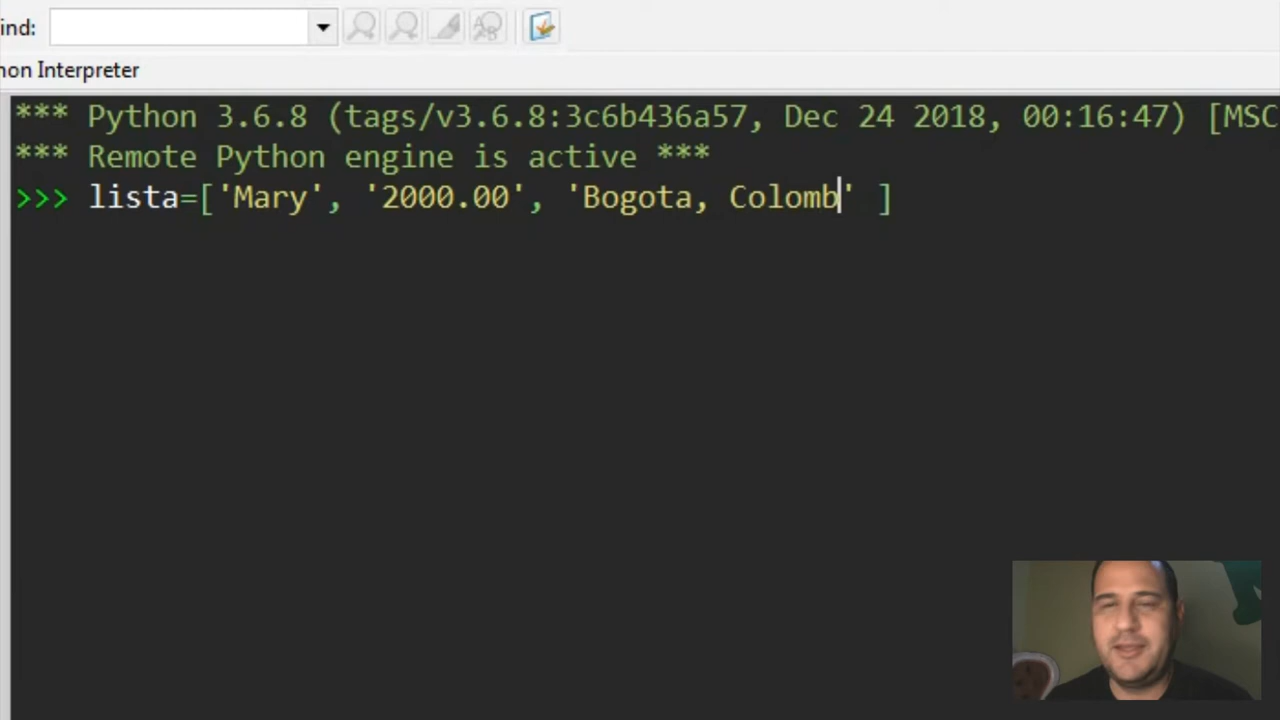 ind:
hon Interpreter
*** Python 3.6.8 (tags/v3.6.8:3c6b436a57, Dec 24 2018, 00:16:47) [MSC
*** Remote Python engine is active ***
>>> lista=['Mary', '2000.00', 'Bogota, Colomb' ]